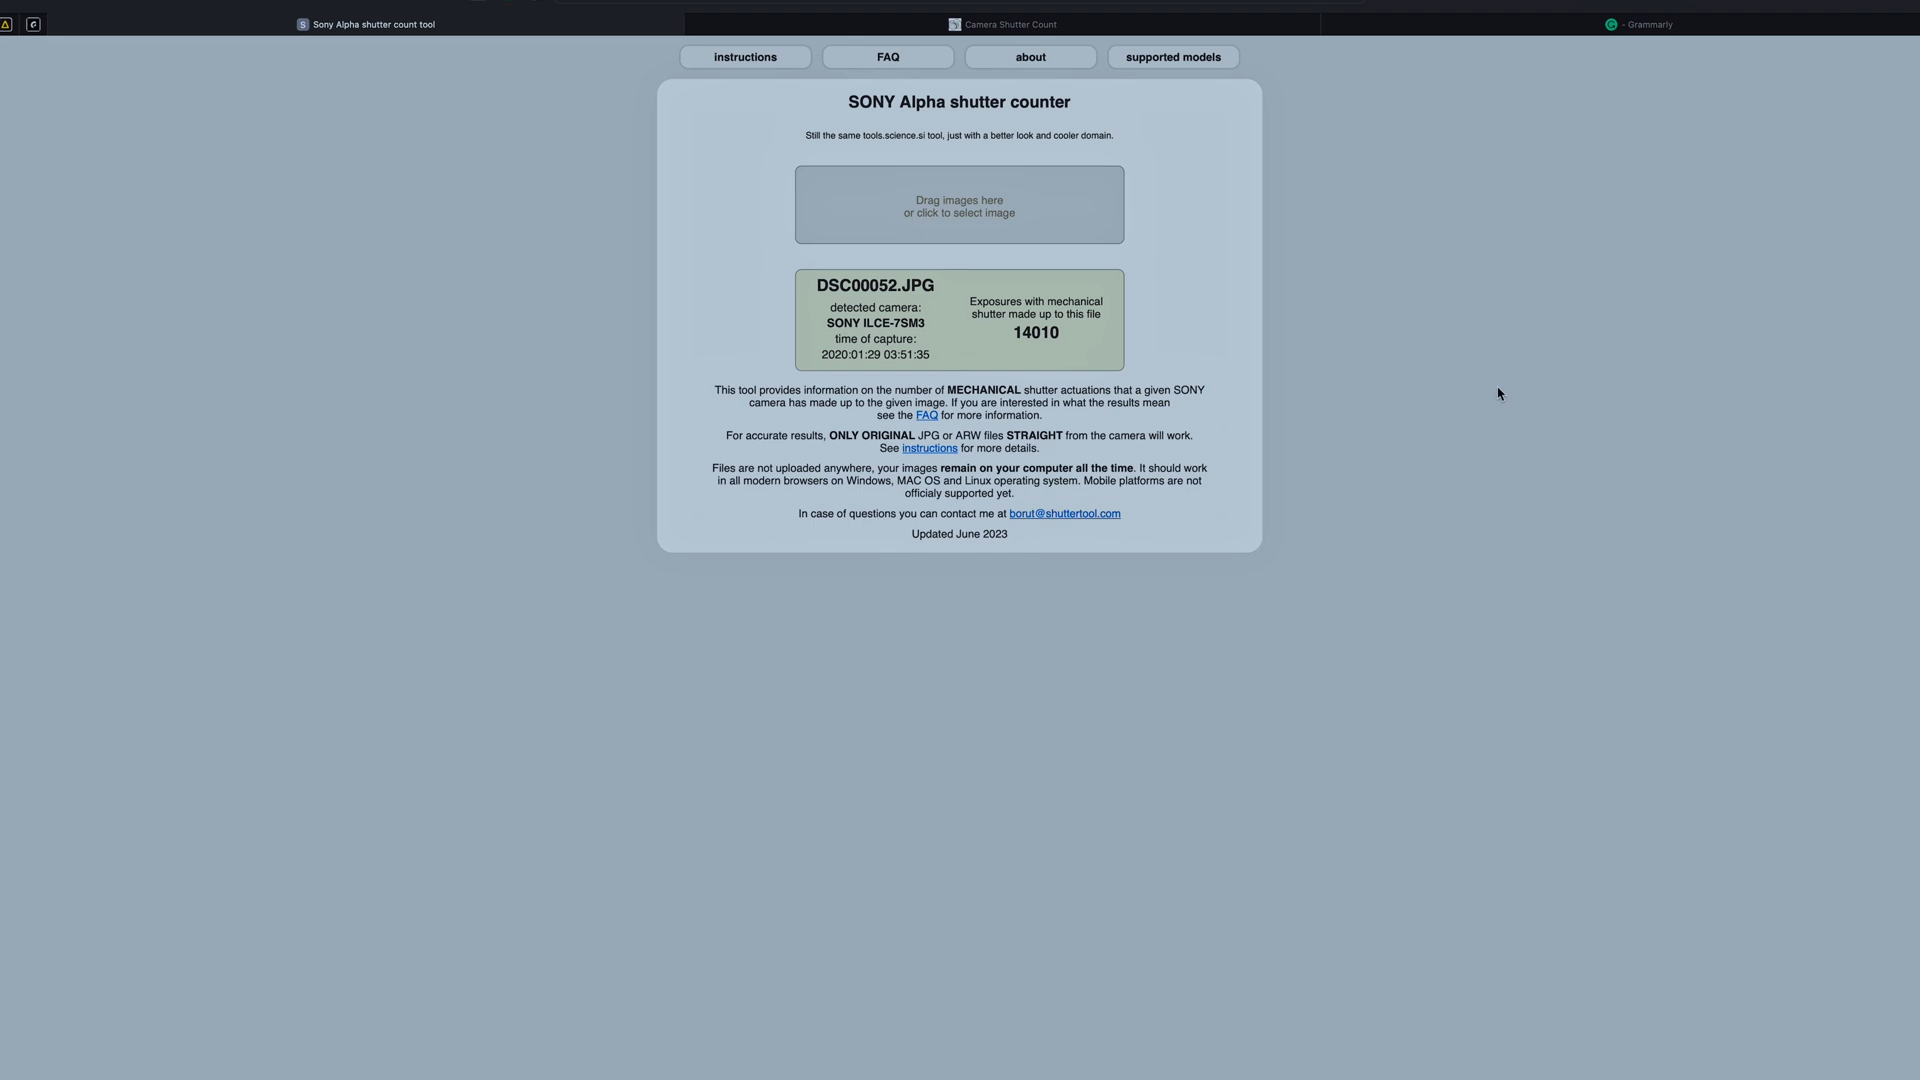 Sony Alpha shutter count tool
Camera Shutter Count
- Grammarly
instructions
FAQ
about
supported models
SONY Alpha shutter counter
Still the same tools.science.si tool, just with a better look and cooler domain.
Drag images here
or click to select image
DSC00052.JPG
detected camera:
SONY ILCE-7SM3
time of capture:
2020:01:29 03:51:35
Exposures with mechanical
shutter made up to this file
14010
This tool provides information on the number of MECHANICAL shutter actuations that a given SONY
camera has made up to the given image. If you are interested in what the results mean
see the FAQ for more information.
For accurate results, ONLY ORIGINAL JPG or ARW files STRAIGHT from the camera will work.
See instructions for more details.
Files are not uploaded anywhere, your images remain on your computer all the time. It should work
in all modern browsers on Windows, MAC OS and Linux operating system. Mobile platforms are not
officialy supported yet.
In case of questions you can contact me at borut@shuttertool.com
Updated June 2023